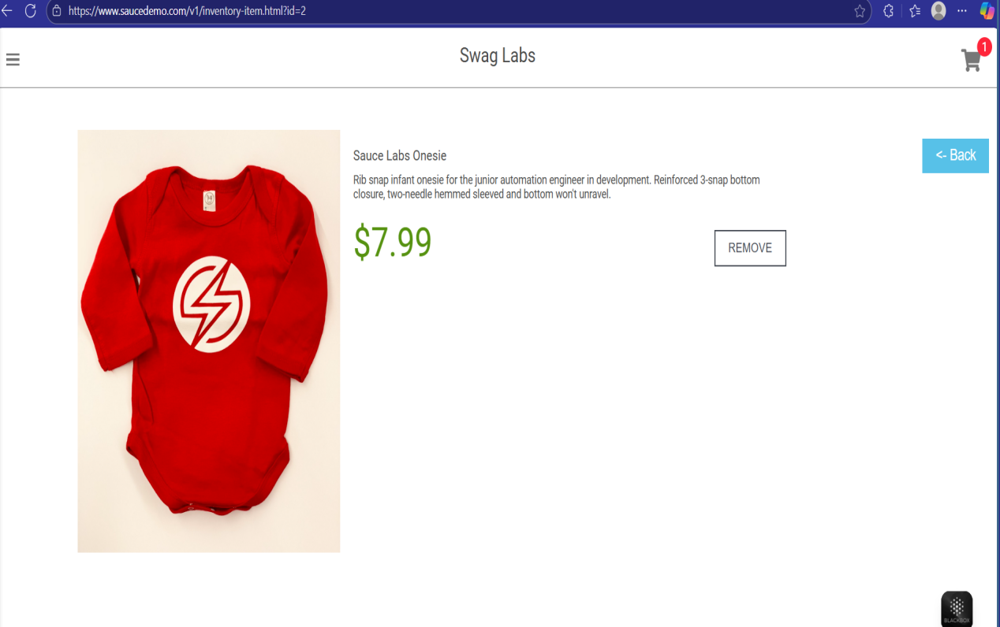 https://www.saucedemo.com/v1/inventory-item.html?id=2
Swag Labs
1
Sauce Labs Onesie
<- Back
Rib snap infant onesie for the junior automation engineer in development. Reinforced 3-snap bottom
closure, two-needle hemmed sleeved and bottom won't unravel.
$7.99
REMOVE
BLACKBOX